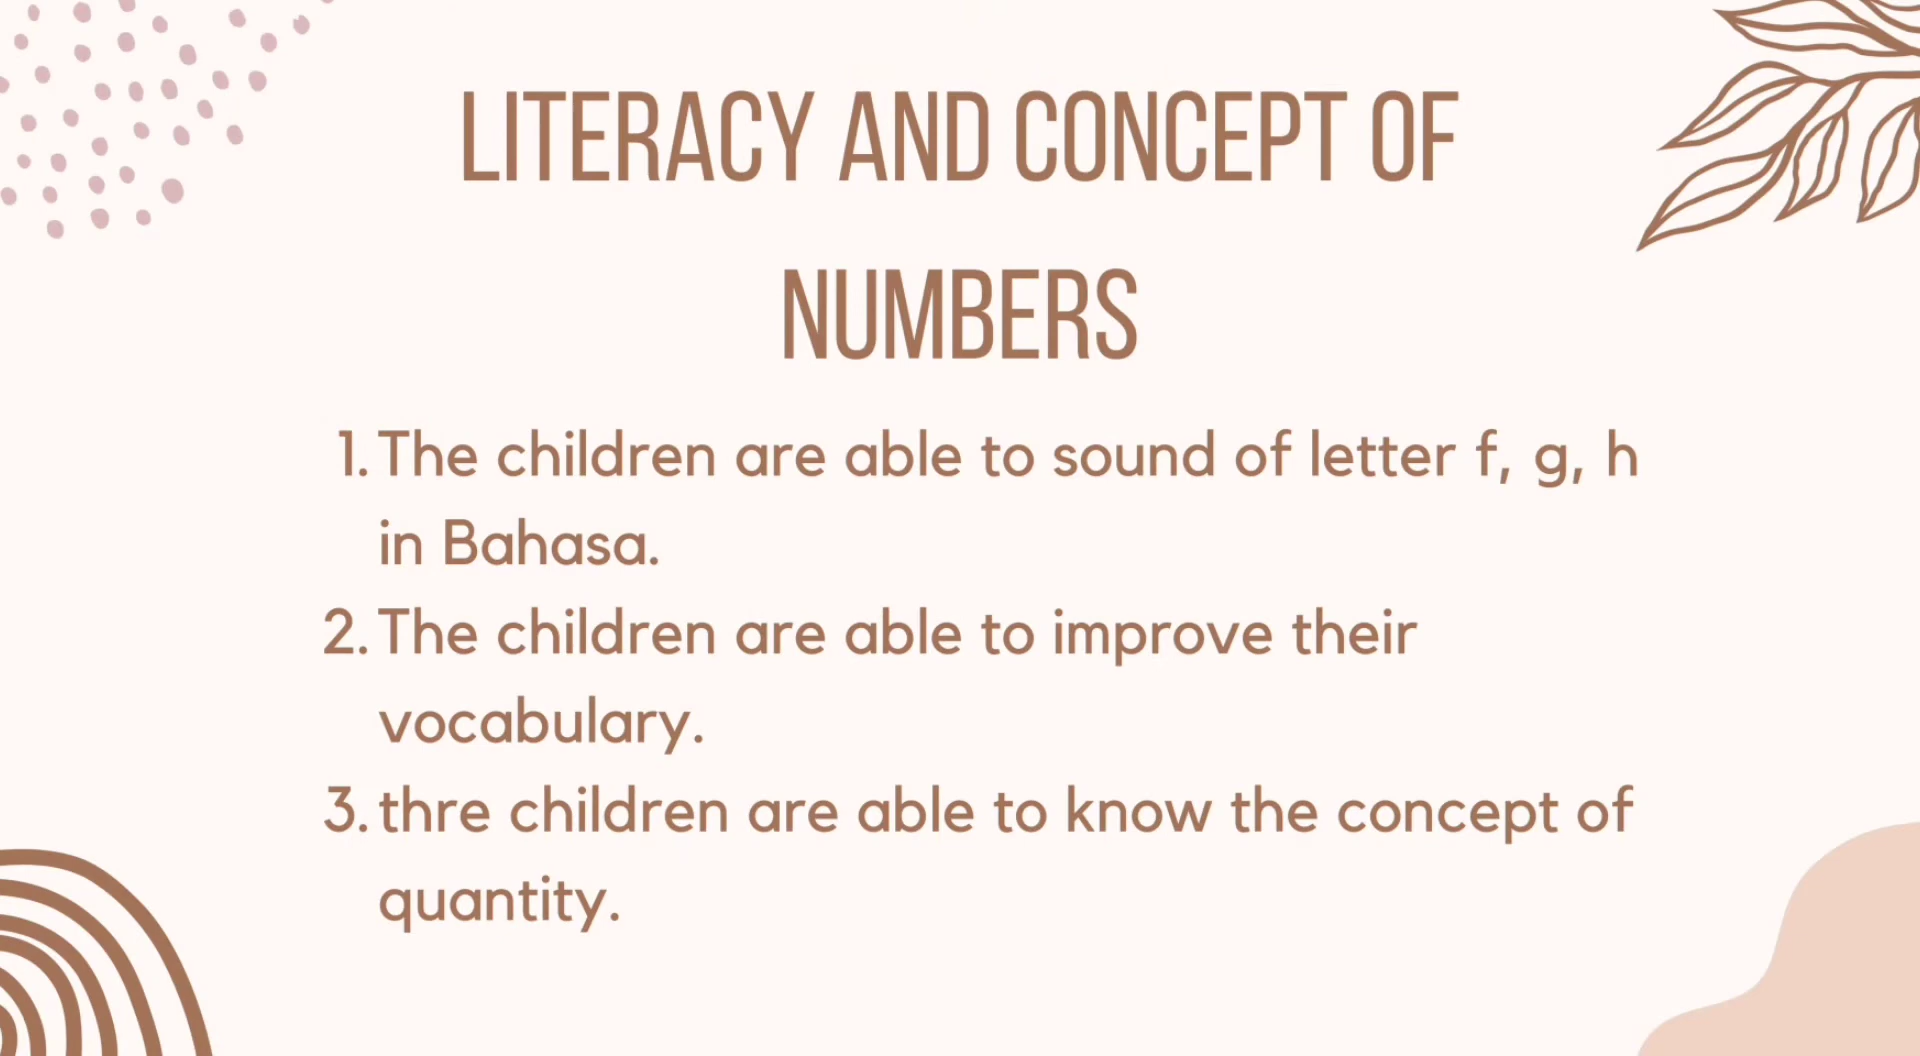 LITERACY AND CONCEPT OF
NUMBERS
1. The children are able to sound of letter f, g, h
in Bahasa.
2. The children are able to improve their
vocabulary.
3. thre children are able to know the concept of
quantity.